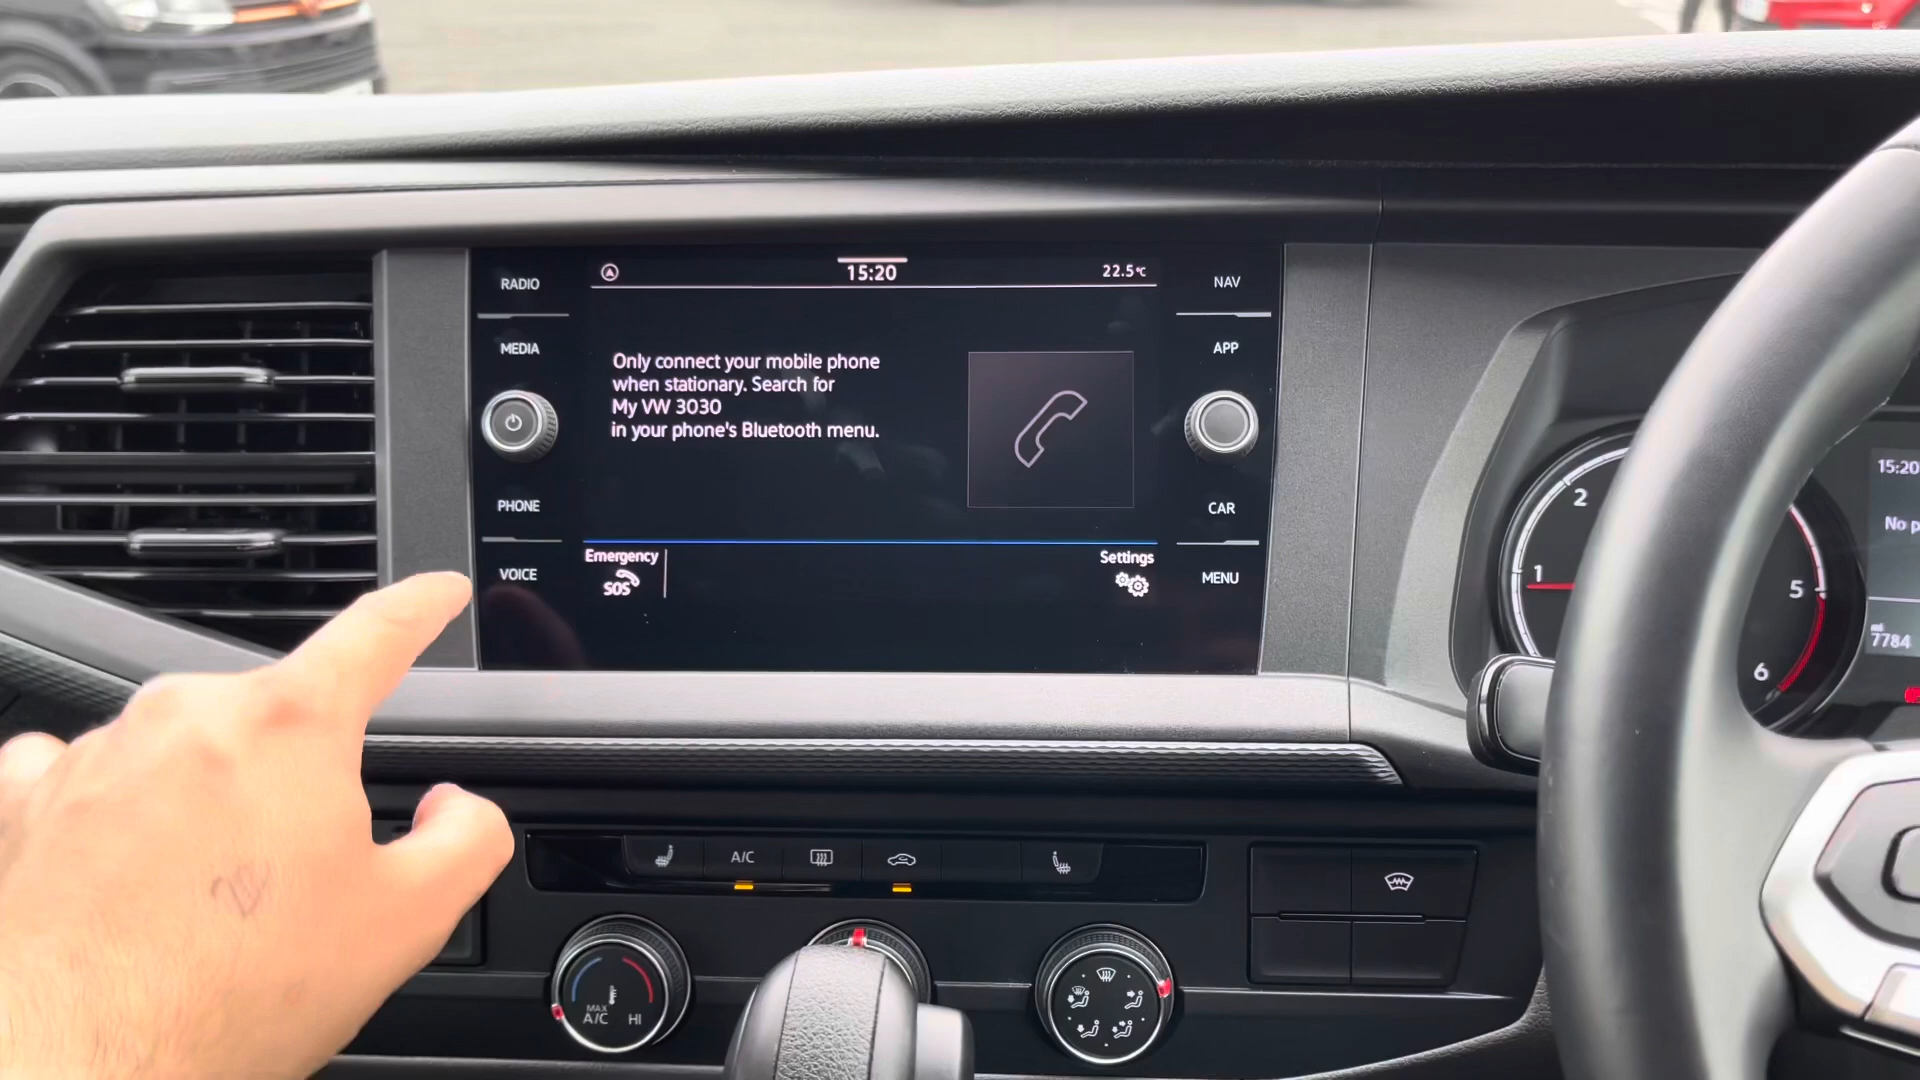 RADIO
MEDIA
PHONE
VOICE
15:20
22.5°C
Only connect your mobile phone
when stationary. Search for
My VW 3030
in your phone's Bluetooth menu.
Emergency
SOS
Settings
NAV
APP
CAR
MENU
1
2
5
6
15:20
No
mi
7784
A/C
MAX
A/C HI